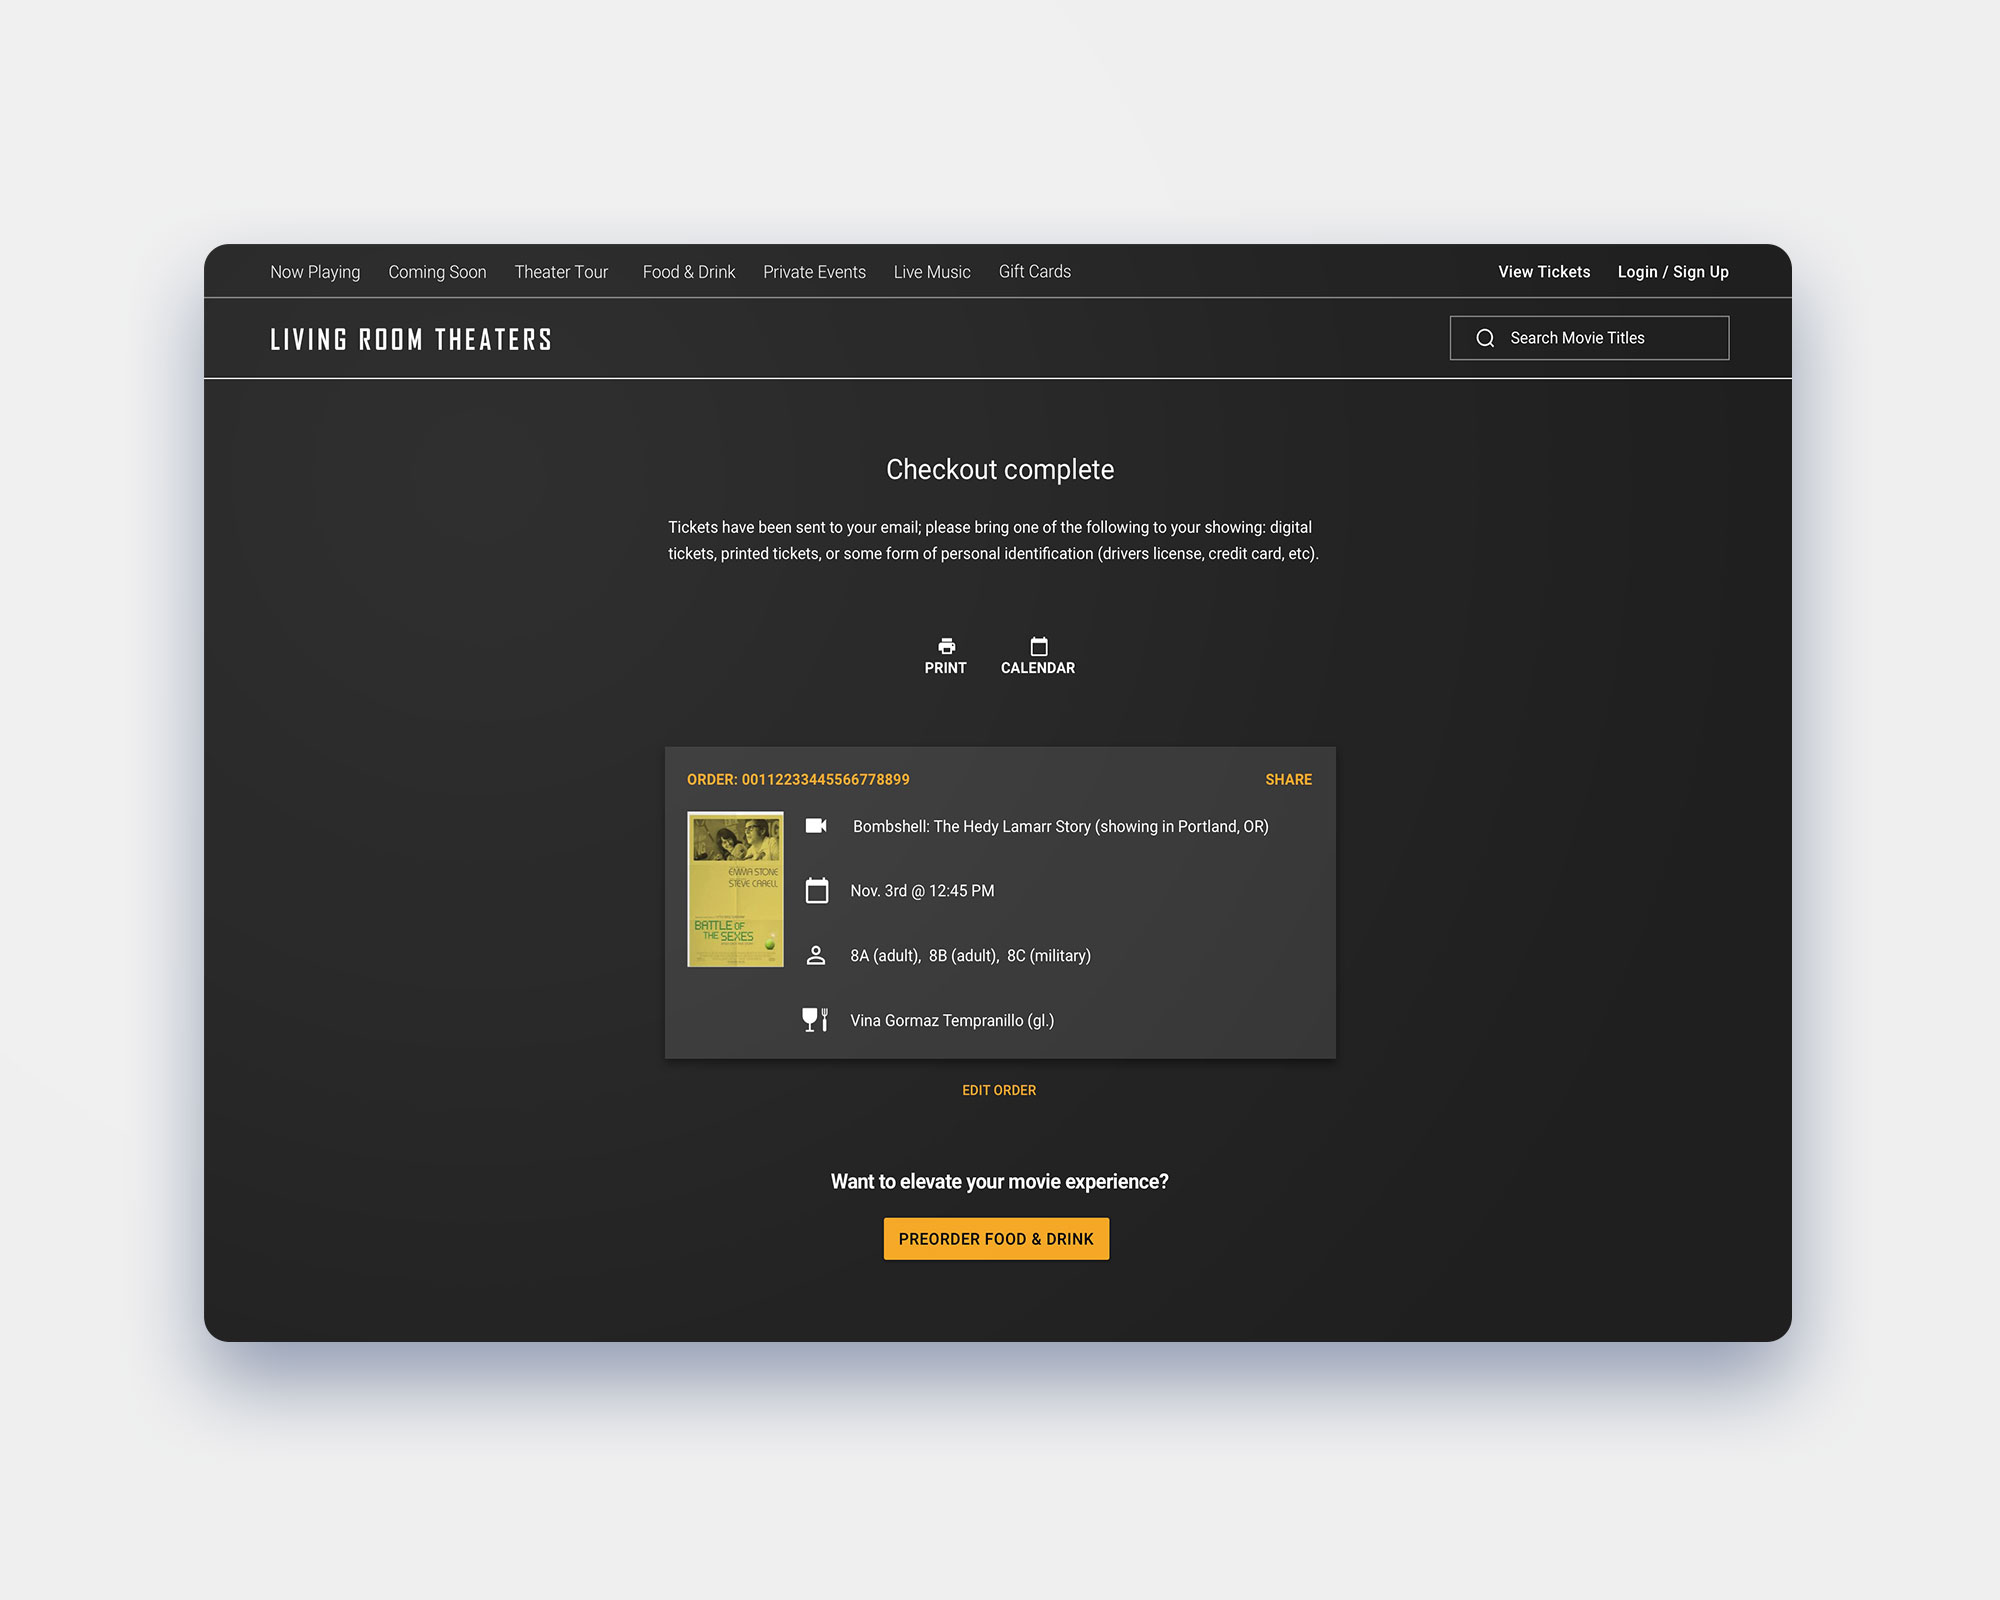 Now Playing Coming Soon Theater Tour Food & Drink Private Events Live Music Gift Cards View Tickets Login / Sign Up
LIVING ROOM THEATERS Search Movie Titles
Checkout complete
Tickets have been sent to your email; please bring one of the following to your showing: digital
tickets, printed tickets, or some form of personal identification (drivers license, credit card, etc).
PRINT CALENDAR
ORDER: 00112233445566778899 SHARE
EMMA STONE
STEVE CARELL
BATTLE OF
THE SEXES
Bombshell: The Hedy Lamarr Story (showing in Portland, OR)
Nov. 3rd @ 12:45 PM
8A (adult), 8B (adult), 8C (military)
Vina Gormaz Tempranillo (gl.)
EDIT ORDER
Want to elevate your movie experience?
PREORDER FOOD & DRINK